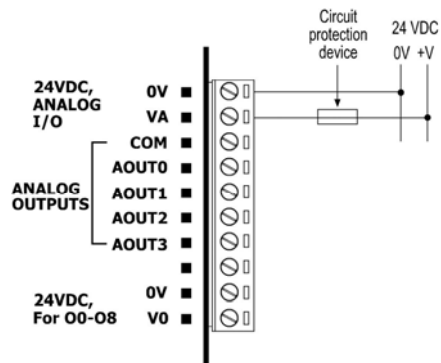 Circuit
protection
device
24 VDC
0V +V
24VDC,
ANALOG
I/O
0V
VA
COM
AOUT0
ANALOG
OUTPUTS
AOUT1
AOUT2
AOUT3
0V
24VDC,
For O0-O8
V0